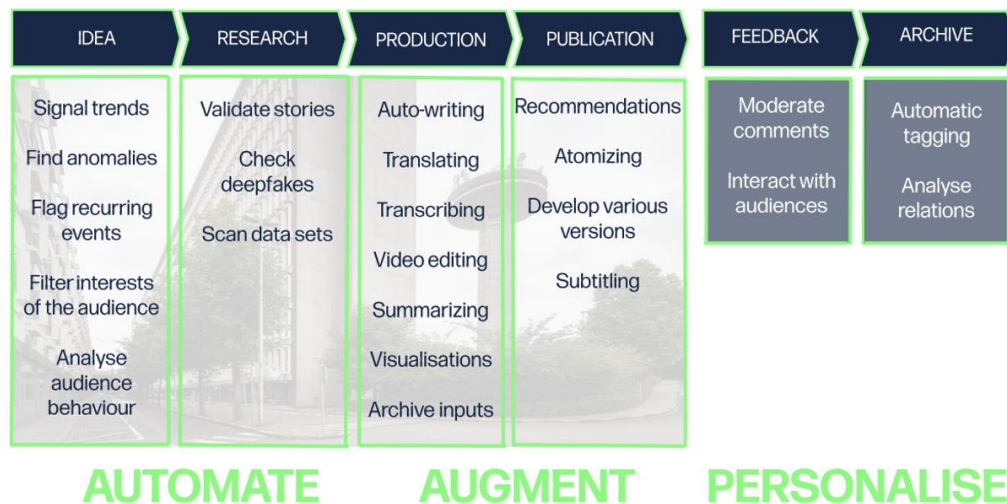 IDEA
RESEARCH
PRODUCTION
PUBLICATION
FEEDBACK
ARCHIVE
Signal trends
Find anomalies
Flag recurring
events
Filter interests
of the audience
Analyse
audience
behaviour
Validate stories
Check
deepfakes
Scan data sets
Auto-writing
Translating
Transcribing
Video editing
Summarizing
Visualisations
Archive inputs
Recommendations
Atomizing
Develop various
versions
Subtitling
Moderate
comments
Interact with
audiences
Automatic
tagging
Analyse
relations
AUTOMATE
AUGMENT
PERSONALISE